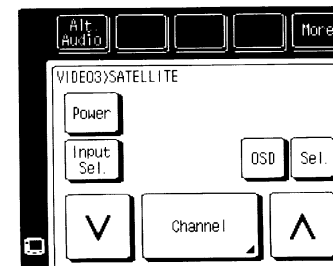 Alt.
Audio
More
VIDEO3)SATELLITE
Power
Input
Sel.
OSD
Sel.
Channel